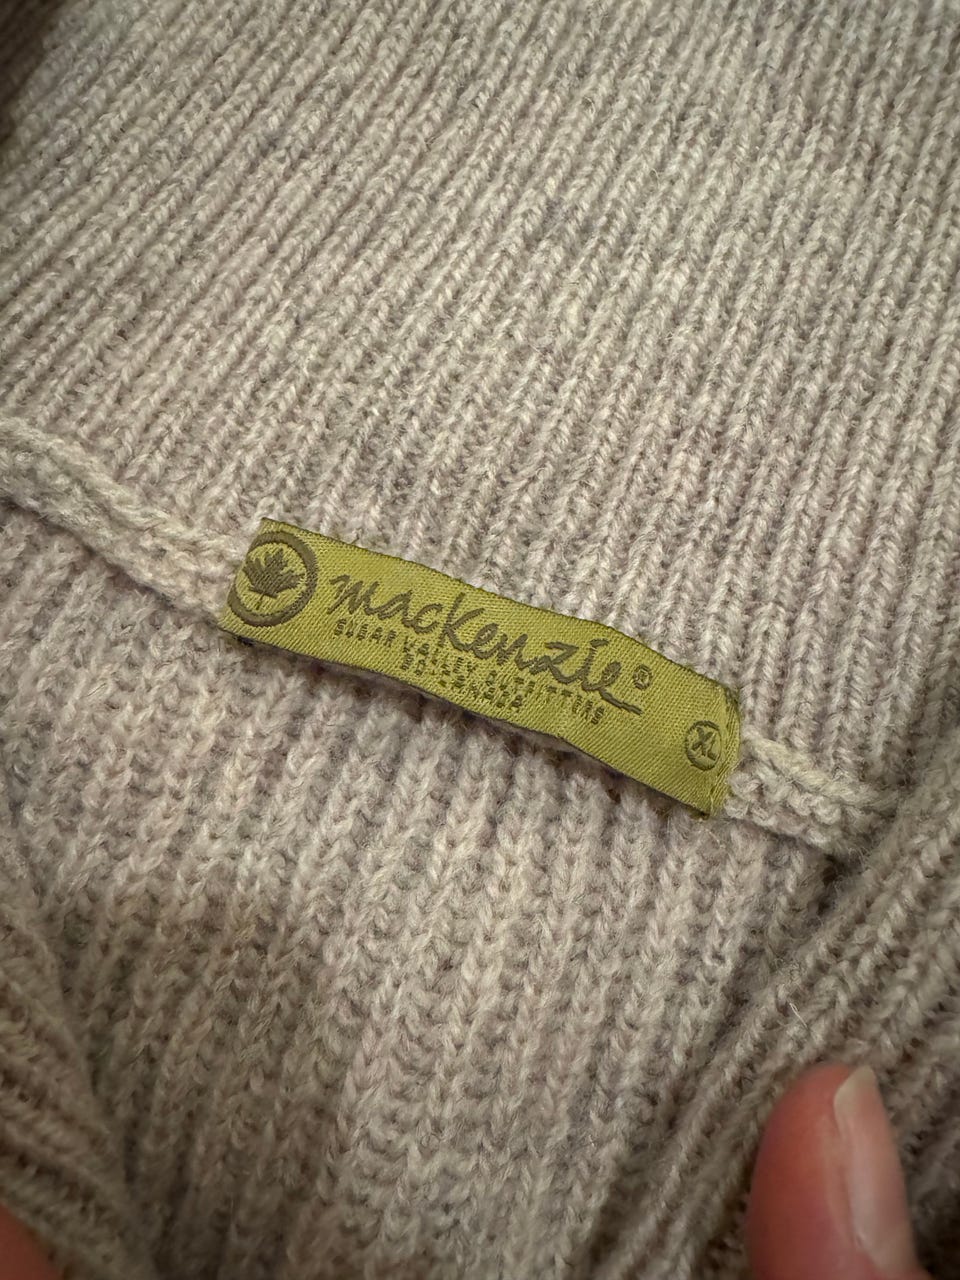 Mackenzie®
SUGAR VALLEY OUTFITTERS
XL